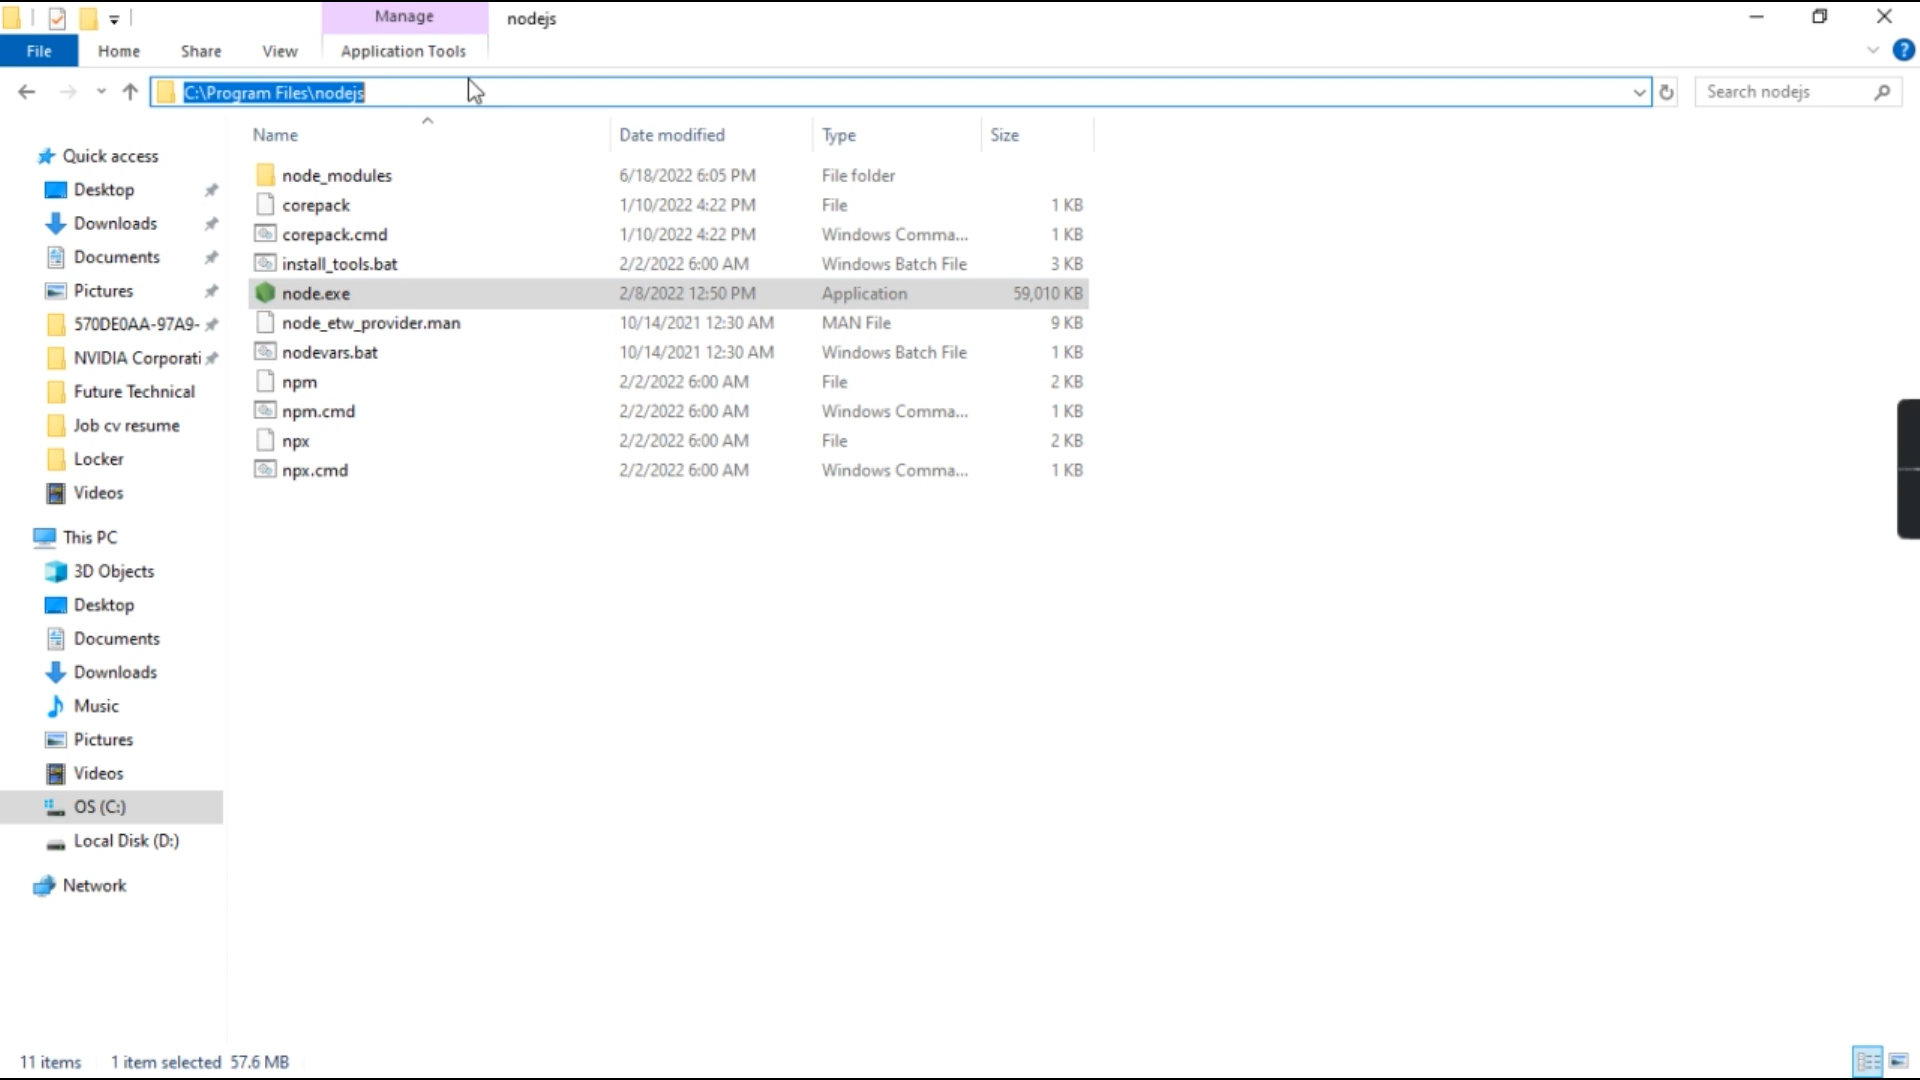 Manage
nodejs
File
Home
Share
View
Application Tools
?
C:\Program Files\nodejs
Search nodejs
Name
Date modified
Type
Size
node_modules 6/18/2022 6:05 PM File folder
corepack 1/10/2022 4:22 PM File 1 KB
corepack.cmd 1/10/2022 4:22 PM Windows Comma... 1 KB
install_tools.bat 2/2/2022 6:00 AM Windows Batch File 3 KB
node.exe 2/8/2022 12:50 PM Application 59,010 KB
node_etw_provider.man 10/14/2021 12:30 AM MAN File 9 KB
nodevars.bat 10/14/2021 12:30 AM Windows Batch File 1 KB
npm 2/2/2022 6:00 AM File 2 KB
npm.cmd 2/2/2022 6:00 AM Windows Comma... 1 KB
npx 2/2/2022 6:00 AM File 2 KB
npx.cmd 2/2/2022 6:00 AM Windows Comma... 1 KB
Quick access
Desktop
Downloads
Documents
Pictures
570DE0AA-97A9-
NVIDIA Corporati
Future Technical
Job cv resume
Locker
Videos
This PC
3D Objects
Desktop
Documents
Downloads
Music
Pictures
Videos
OS (C:)
Local Disk (D:)
Network
11 items
1 item selected 57.6 MB